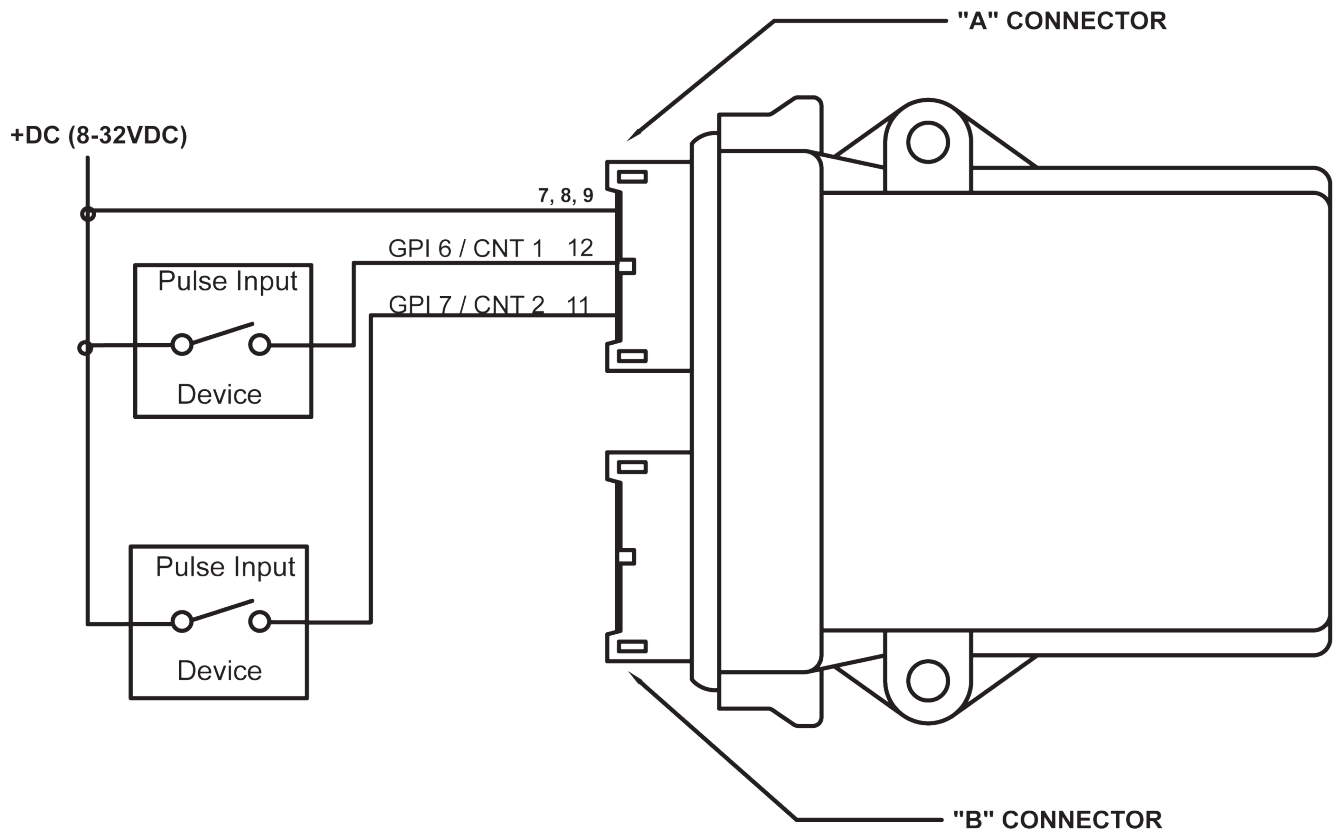 "A" CONNECTOR
+DC (8-32VDC)
7, 8, 9
GPI 6 / CNT 1 12
Pulse Input
GPI 7 / CNT 2 11
Device
Pulse Input
Device
"B" CONNECTOR